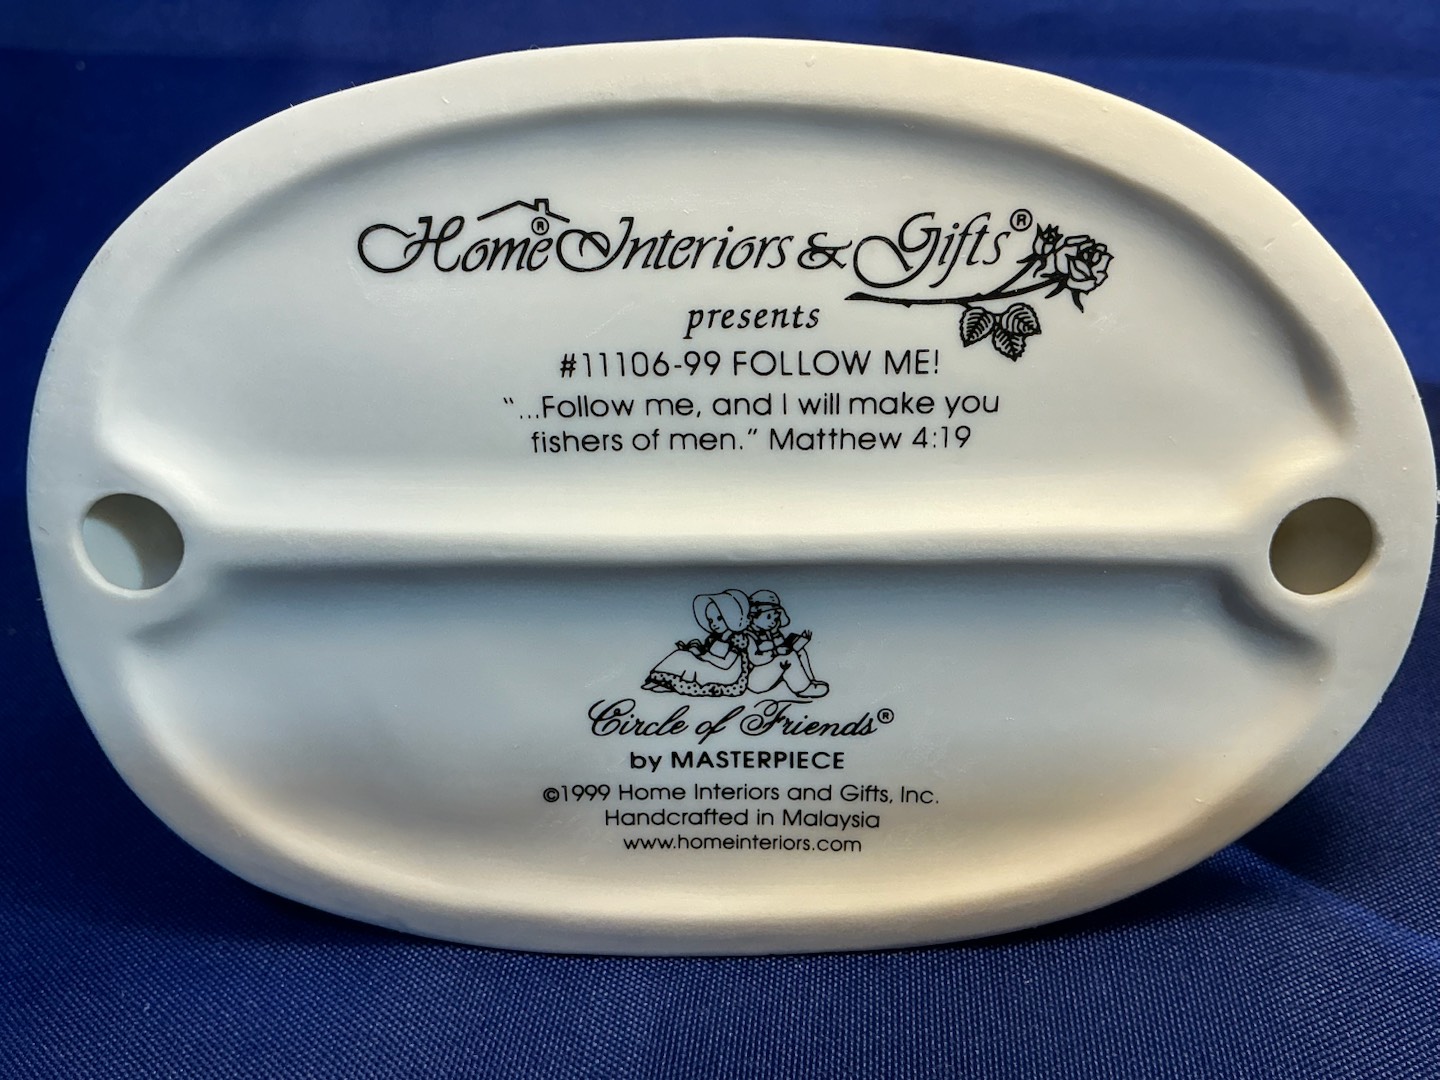 Home® Interiors & Gifts®
presents
#11106-99 FOLLOW ME!
"...Follow me, and I will make you
fishers of men." Matthew 4:19
Circle of Friends®
by MASTERPIECE
©1999 Home Interiors and Gifts, Inc.
Handcrafted in Malaysia
www.homeinteriors.com